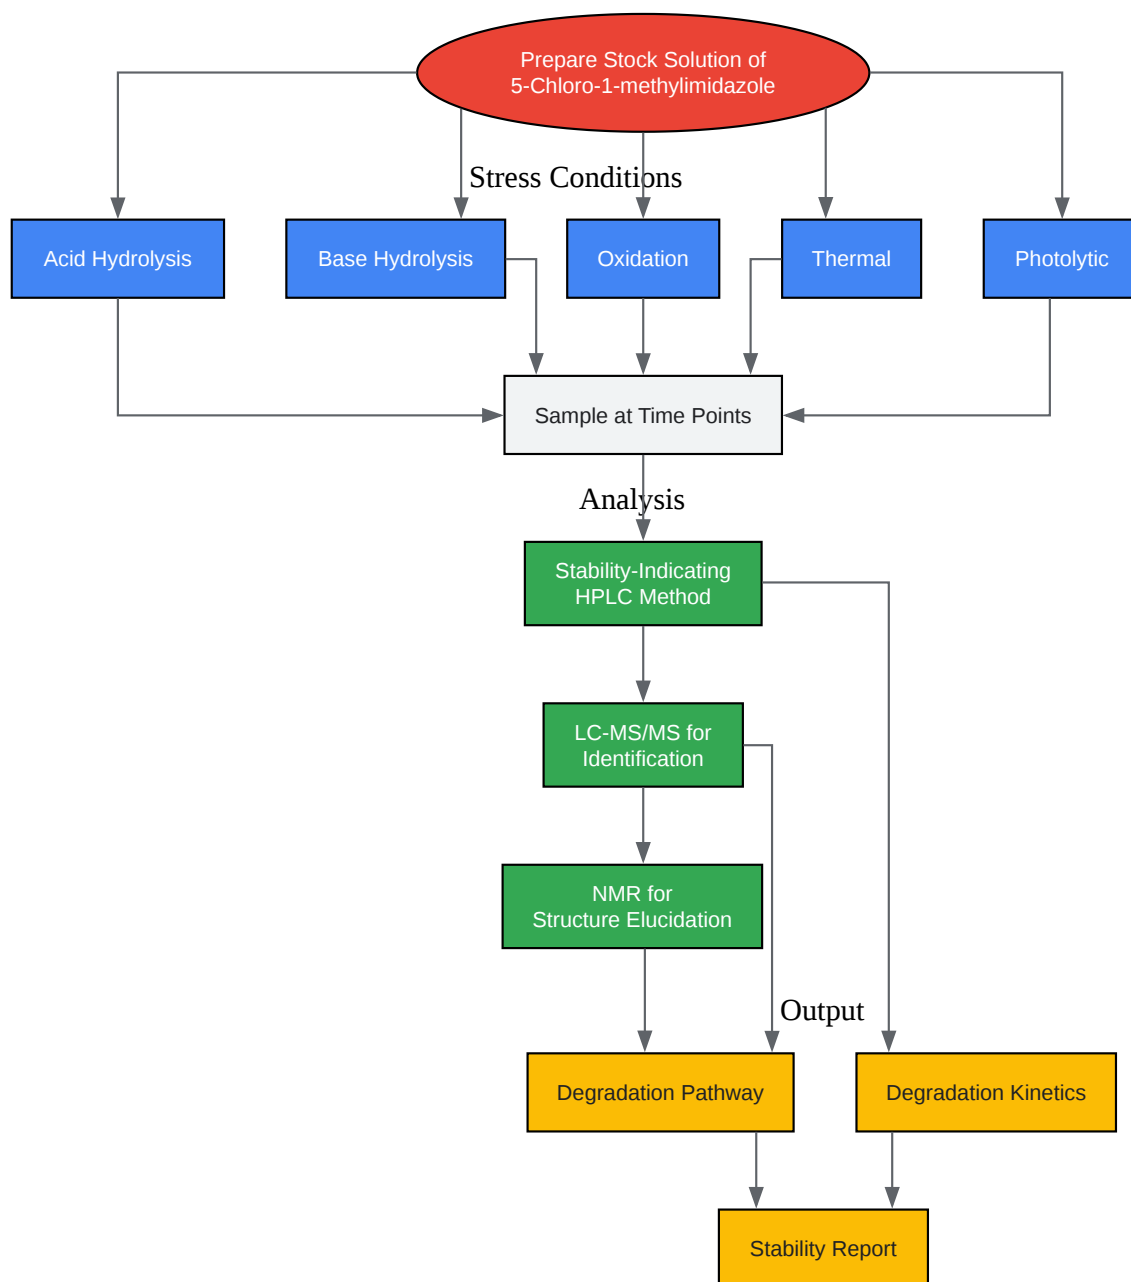 Prepare Stock Solution of
5-Chloro-1-methylimidazole
Stress Conditions
Acid Hydrolysis
Base Hydrolysis
Oxidation
Thermal
Photolytic
Sample at Time Points
Analysis
Stability-Indicating
HPLC Method
LC-MS/MS for
Identification
NMR for
Structure Elucidation
Output
Degradation Pathway
Degradation Kinetics
Stability Report